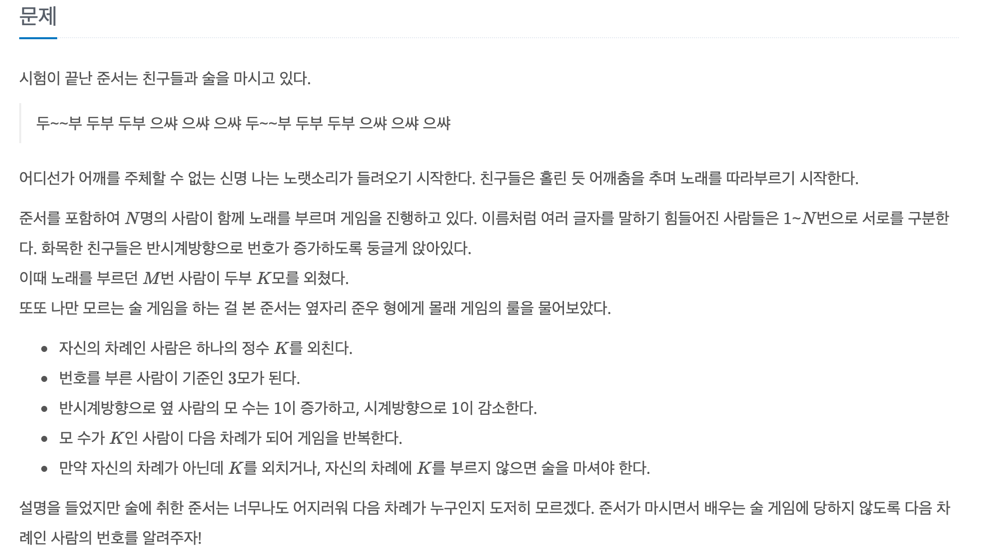 문제
시험이 끝난 준서는 친구들과 술을 마시고 있다.
두~~부 두부 두부 으쌰 으쌰 으쌰 두~~부 두부 두부 으쌰 으쌰 으쌰
어디선가 어깨를 주체할 수 없는 신명 나는 노랫소리가 들려오기 시작한다. 친구들은 홀린 듯 어깨춤을 추며 노래를 따라부르기 시작한다.
준서를 포함하여 N명의 사람이 함께 노래를 부르며 게임을 진행하고 있다. 이름처럼 여러 글자를 말하기 힘들어진 사람들은 1~N번으로 서로를 구분한
다. 화목한 친구들은 반시계방향으로 번호가 증가하도록 둥글게 앉아있다.
이때 노래를 부르던 M번 사람이 두부 K모를 외쳤다.
또또 나만 모르는 술 게임을 하는 걸 본 준서는 옆자리 준우 형에게 몰래 게임의 룰을 물어보았다.
• 자신의 차례인 사람은 하나의 정수 K를 외친다.
• 번호를 부른 사람이 기준인 3모가 된다.
• 반시계방향으로 옆 사람의 모 수는 1이 증가하고, 시계방향으로 1이 감소한다.
• 모 수가 K인 사람이 다음 차례가 되어 게임을 반복한다.
• 만약 자신의 차례가 아닌데 K를 외치거나, 자신의 차례에 K를 부르지 않으면 술을 마셔야 한다.
설명을 들었지만 술에 취한 준서는 너무나도 어지러워 다음 차례가 누구인지 도저히 모르겠다. 준서가 마시면서 배우는 술 게임에 당하지 않도록 다음 차
례인 사람의 번호를 알려주자!